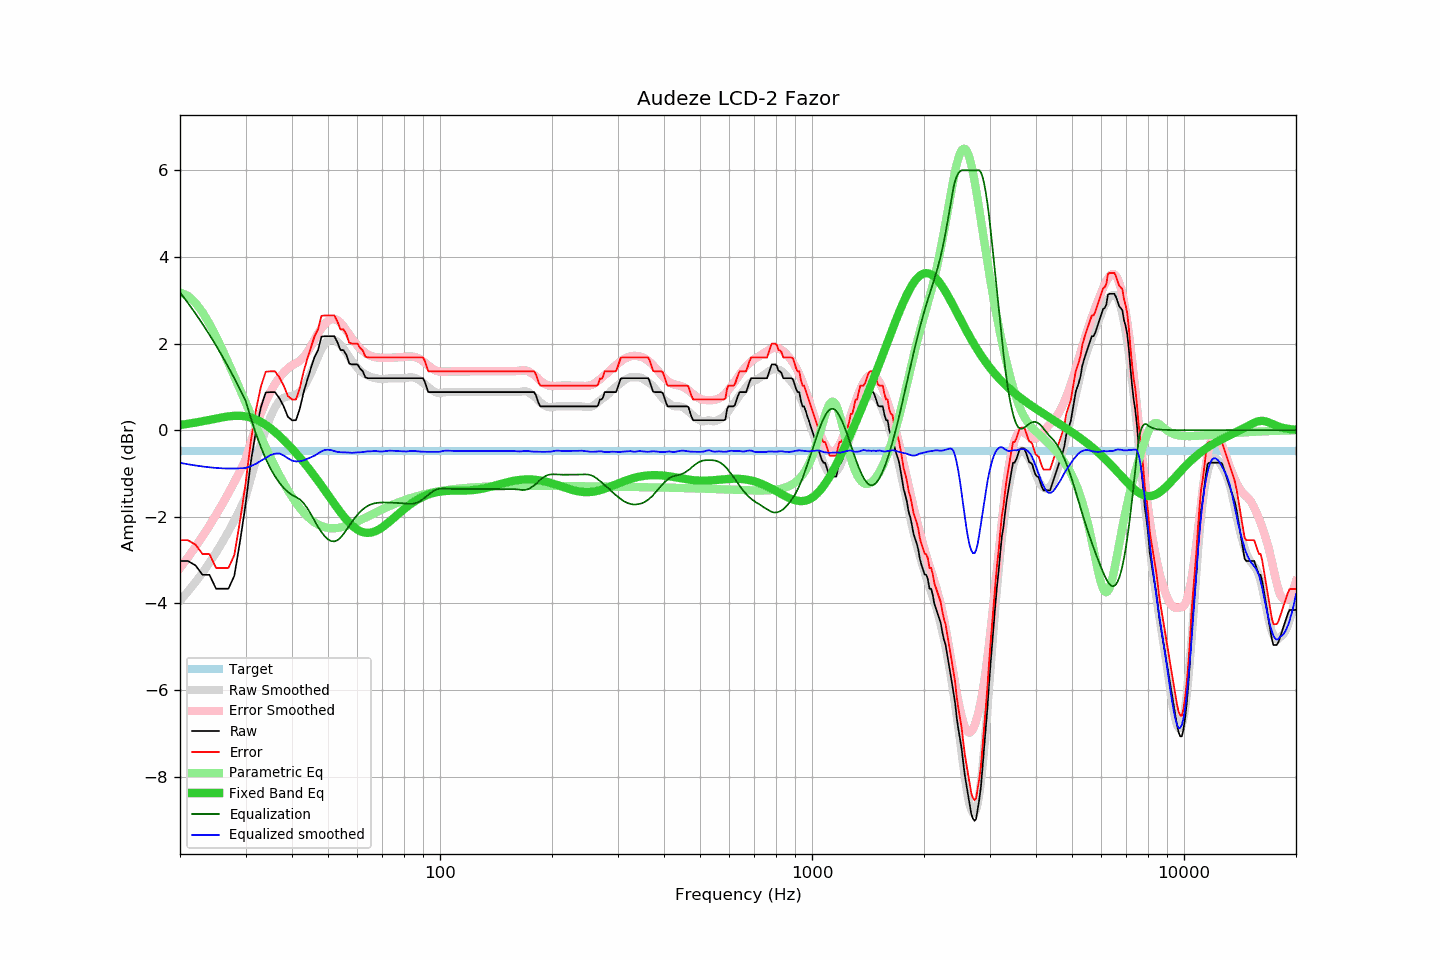 Audeze LCD-2 Fazor
Amplitude (dBr)
6
4
2
0
−2
−4
−6
−8
Target
Raw Smoothed
Error Smoothed
Raw
Error
Parametric Eq
Fixed Band Eq
Equalization
Equalized smoothed
100
1000
10000
Frequency (Hz)